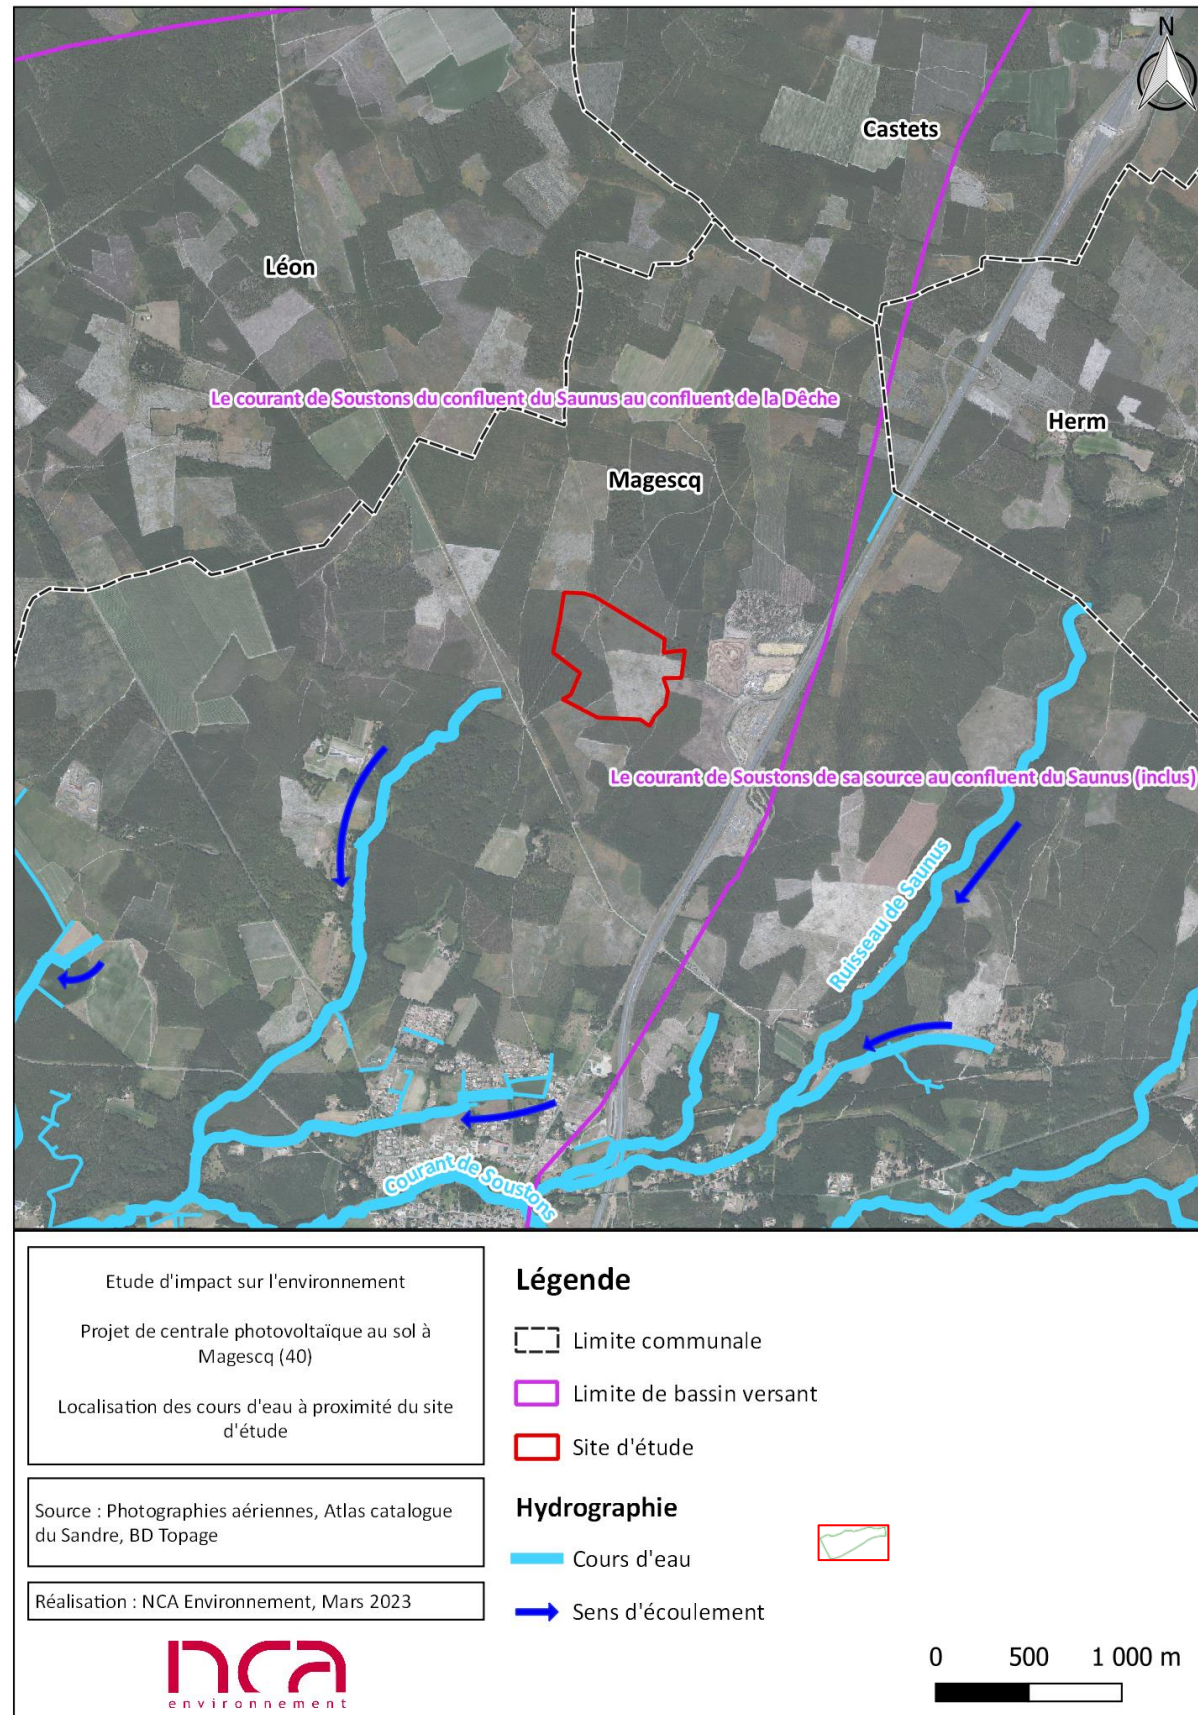 N
Castets
Léon
Le courant de Soustons du confluent du Saunus au confluent de la Dêche
Herm
Magescq
Le courant de Soustons de sa source au confluent du Saunus (inclus)
Ruisseau de Saunus
Courant de Soustons
Etude d'impact sur l'environnement
Projet de centrale photovoltaïque au sol à
Magescq (40)
Localisation des cours d'eau à proximité du site
d'étude
Source : Photographies aériennes, Atlas catalogue
du Sandre, BD Topage
Réalisation : NCA Environnement, Mars 2023
nca
environnement
Légende
Limite communale
Limite de bassin versant
Site d'étude
Hydrographie
Cours d'eau
Sens d'écoulement
0 500 1 000 m